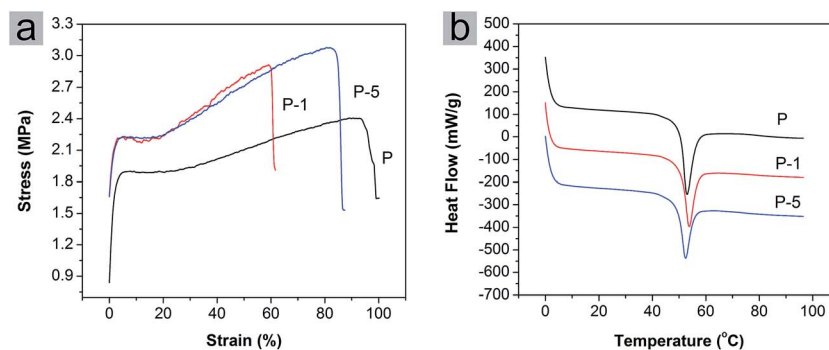 a
Stress (MPa)
3.3
3.0
2.7
2.4
2.1
1.8
1.5
1.2
0.9
P-1
P-5
P
0 20 40 60 80 100
Strain (%)
b
Heat Flow (mW/g)
500
400
300
200
100
0
-100
-200
-300
-400
-500
-600
-700
P
P-1
P-5
0 20 40 60 80 100
Temperature (°C)